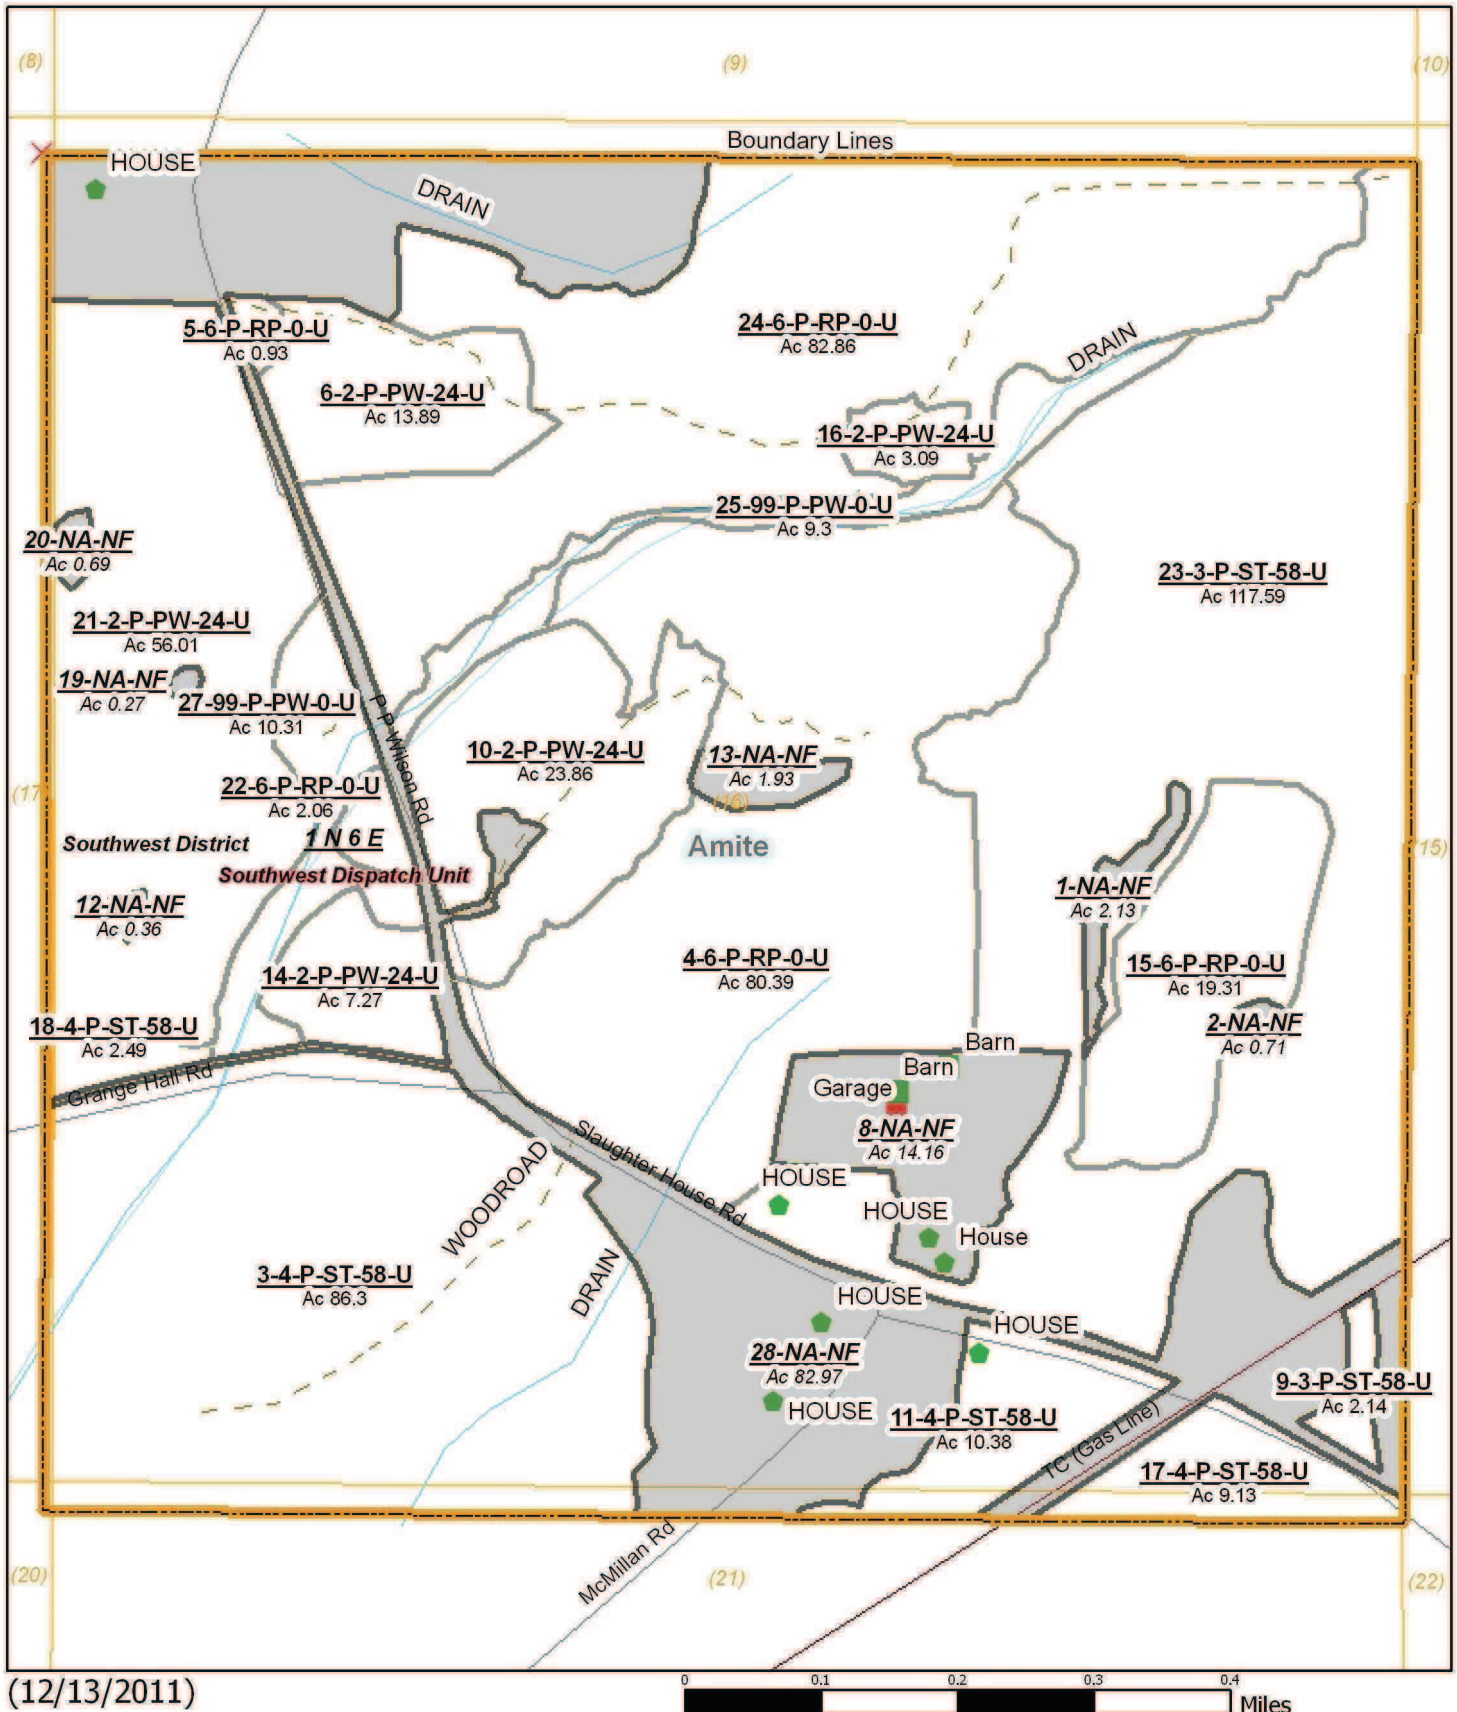 (8)
(9)
(10)
Boundary Lines
HOUSE
DRAIN
5-6-P-RP-0-U
Ac 0.93
24-6-P-RP-0-U
Ac 82.86
DRAIN
6-2-P-PW-24-U
Ac 13.89
16-2-P-PW-24-U
Ac 3.09
25-99-P-PW-0-U
Ac 9.3
20-NA-NF
Ac 0.69
23-3-P-ST-58-U
Ac 117.59
21-2-P-PW-24-U
Ac 56.01
19-NA-NF
Ac 0.27
27-99-P-PW-0-U
Ac 10.31
P P Wilson Rd
10-2-P-PW-24-U
Ac 23.86
13-NA-NF
Ac 1.93
(17)
22-6-P-RP-0-U
Ac 2.06
(16)
Southwest District
1 N 6 E
Amite
(15)
Southwest Dispatch Unit
12-NA-NF
Ac 0.36
1-NA-NF
Ac 2.13
14-2-P-PW-24-U
Ac 7.27
4-6-P-RP-0-U
Ac 80.39
15-6-P-RP-0-U
Ac 19.31
18-4-P-ST-58-U
Ac 2.49
2-NA-NF
Ac 0.71
Barn
Barn
Garage
Grange Hall Rd
8-NA-NF
Ac 14.16
Slaughter House Rd
WOODROAD
HOUSE
HOUSE
House
3-4-P-ST-58-U
Ac 86.3
DRAIN
HOUSE
HOUSE
28-NA-NF
Ac 82.97
9-3-P-ST-58-U
Ac 2.14
HOUSE
11-4-P-ST-58-U
Ac 10.38
TC (Gas Line)
17-4-P-ST-58-U
Ac 9.13
McMillan Rd
(20)
(21)
(22)
(12/13/2011)
0 0.1 0.2 0.3 0.4
Miles